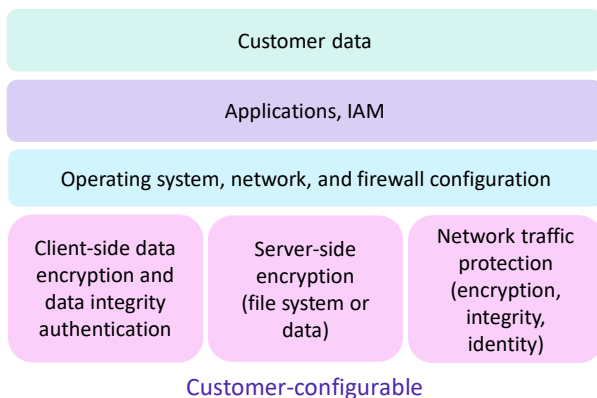 Customer data
Applications, IAM
Operating system, network, and firewall configuration
Client-side data
encryption and
data integrity
authentication
Server-side
encryption
(file system or
data)
Network traffic
protection
(encryption,
integrity,
identity)
Customer-configurable